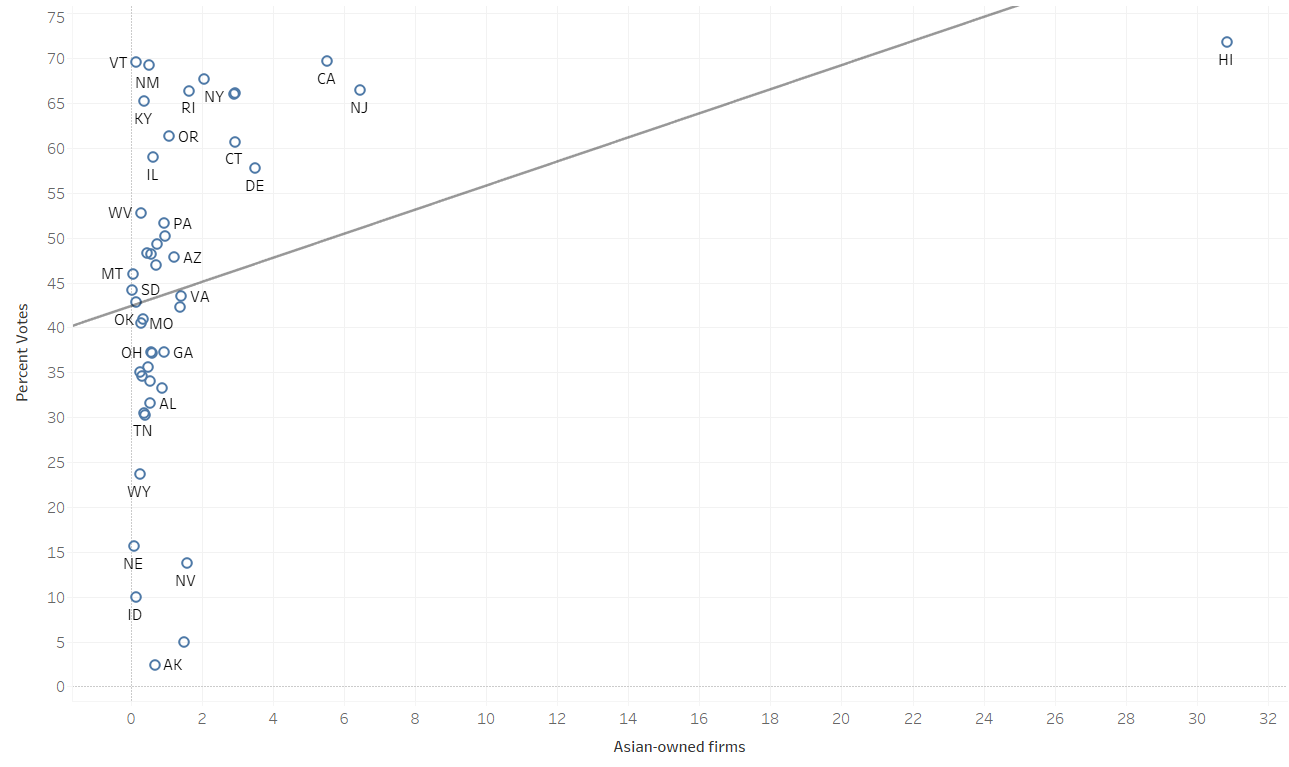 75
70
65
60
55
50
45
40
35
30
25
20
15
10
5
0
Percent Votes
VT
NM
CA
HI
NY
RI
NJ
KY
OR
CT
IL
DE
WV
PA
AZ
MT
SD
VA
OK
MO
OH
GA
AL
TN
WY
NE
NV
ID
AK
0 2 4 6 8 10 12 14 16 18 20 22 24 26 28 30 32
Asian-owned firms